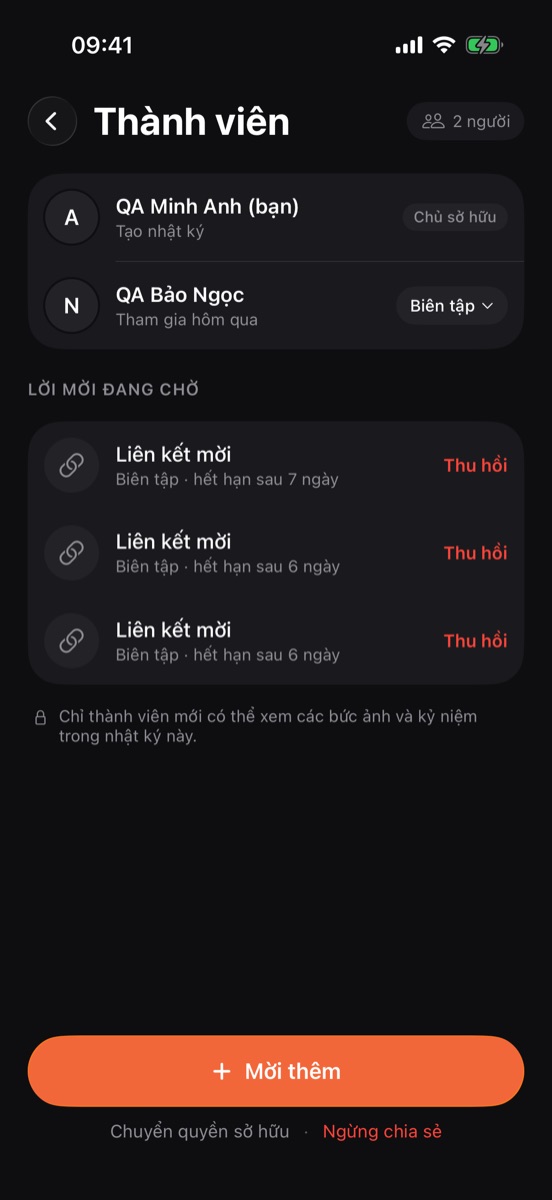 09:41
Thành viên
2 người
A
QA Minh Anh (bạn)
Tạo nhật ký
Chủ sở hữu
N
QA Bảo Ngọc
Tham gia hôm qua
Biên tập
LỜI MỜI ĐANG CHỜ
Liên kết mời
Biên tập · hết hạn sau 7 ngày
Thu hồi
Liên kết mời
Biên tập · hết hạn sau 6 ngày
Thu hồi
Liên kết mời
Biên tập · hết hạn sau 6 ngày
Thu hồi
Chỉ thành viên mới có thể xem các bức ảnh và kỷ niệm
trong nhật ký này.
+ Mời thêm
Chuyển quyền sở hữu · Ngừng chia sẻ